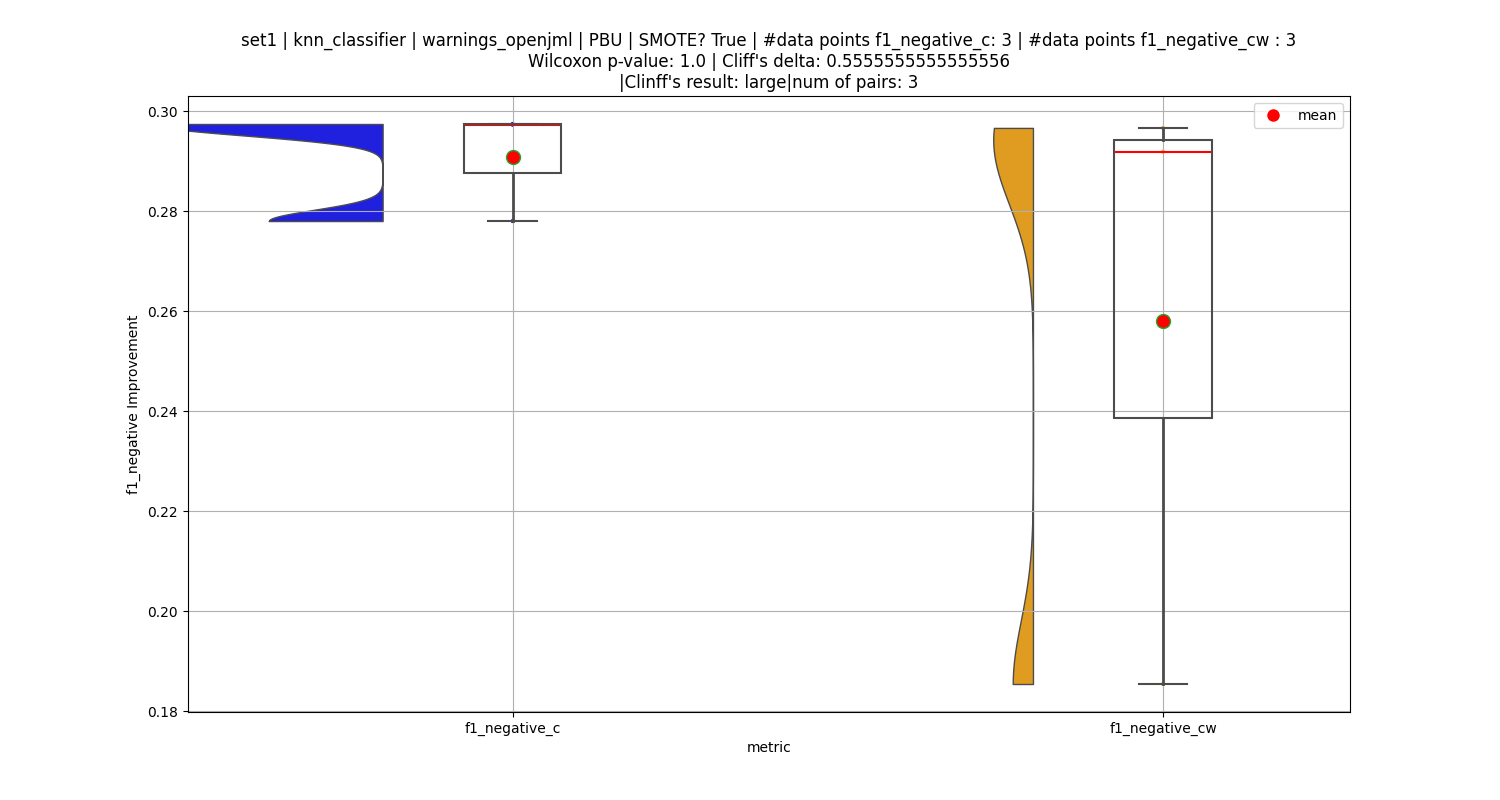 set1 | knn_classifier | warnings_openjml | PBU | SMOTE? True | #data points f1_negative_c: 3 | #data points f1_negative_cw : 3
Wilcoxon p-value: 1.0 | Cliff's delta: 0.5555555555555556
|Clinff's result: large|num of pairs: 3
mean
0.30
0.28
0.26
0.24
0.22
0.20
0.18
f1_negative Improvement
f1_negative_c
f1_negative_cw
metric